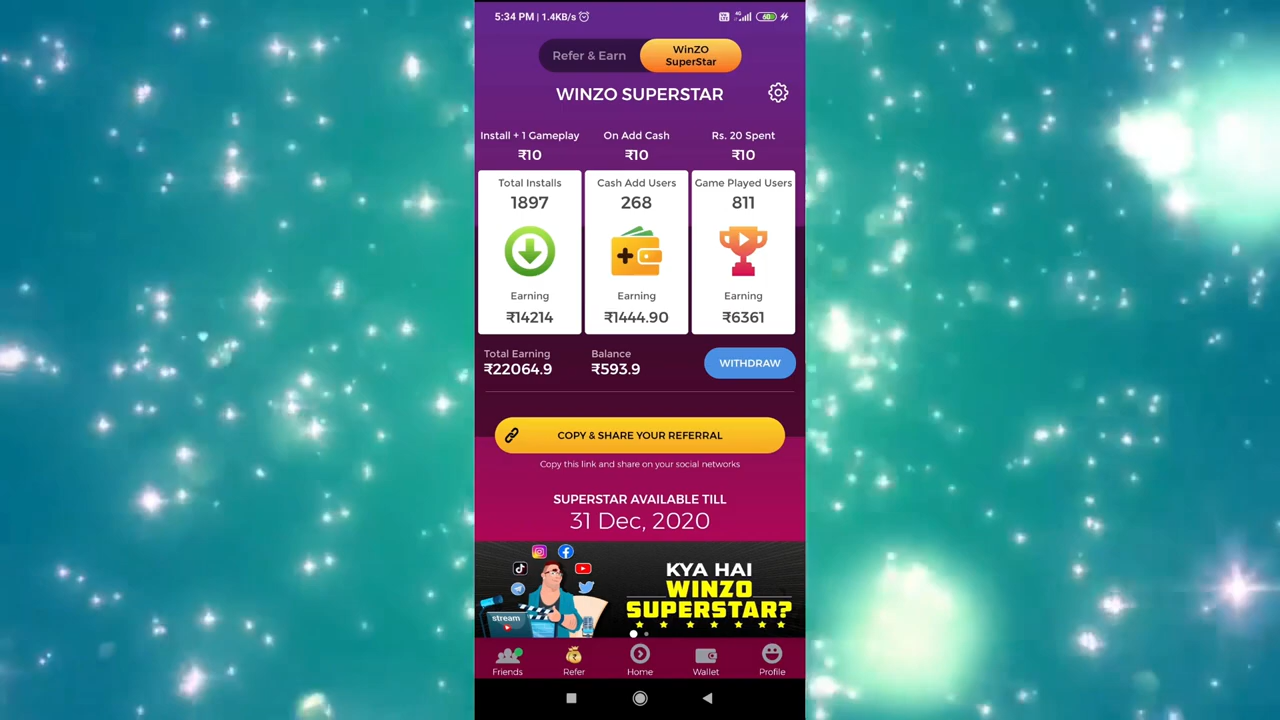 5:34 PM | 1.4KB/s
4G
60
Refer & Earn
WinZO
SuperStar
WINZO SUPERSTAR
Install + 1 Gameplay
₹10
On Add Cash
₹10
Rs. 20 Spent
₹10
Total Installs
1897
Earning
₹14214
Cash Add Users
268
Earning
₹1444.90
Game Played Users
811
Earning
₹6361
Total Earning
₹22064.9
Balance
₹593.9
WITHDRAW
COPY & SHARE YOUR REFERRAL
Copy this link and share on your social networks
SUPERSTAR AVAILABLE TILL
31 Dec, 2020
KYA HAI
WINZO
SUPERSTAR?
stream
Friends
Refer
Home
Wallet
Profile